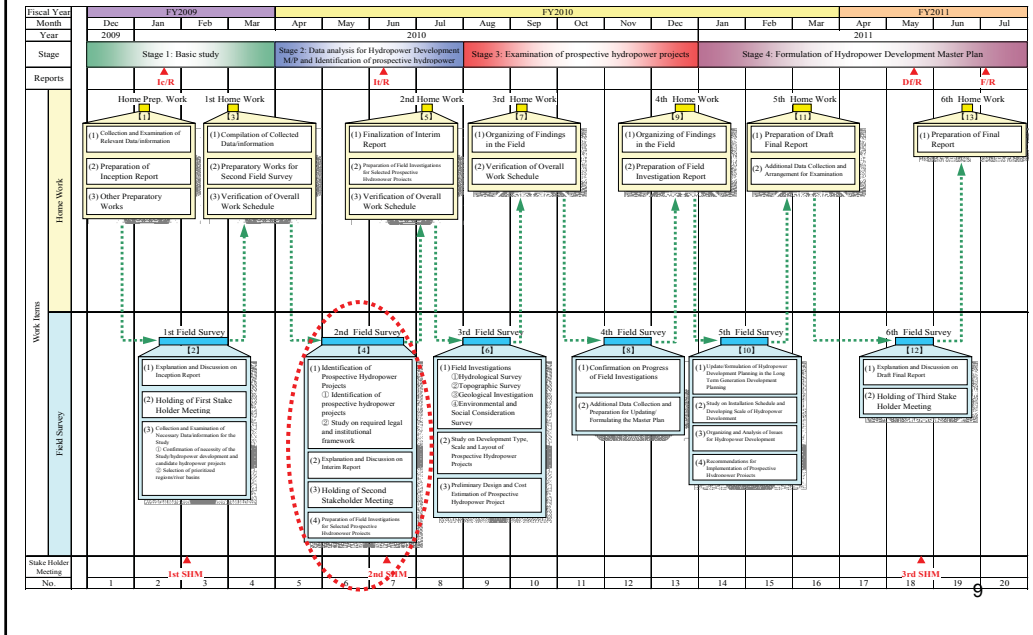 Fiscal Year FY2009 FY2010 FY2011
Month Dec Jan Feb Mar Apr May Jun Jul Aug Sep Oct Nov Dec Jan Feb Mar Apr May Jun Jul
Year 2009 2010 2011
Stage
Stage 1: Basic study
Stage 2: Data analysis for Hydropower Development
M/P and Identification of prospective hydropower
Stage 3: Examination of prospective hydropower projects
Stage 4: Formulation of Hydropower Development Master Plan
Reports
Ic/R It/R Df/R F/R
Work Items
Home Work
Home Prep. Work
【1】
(1) Collection and Examination of
Relevant Data/information
(2) Preparation of
Inception Report
(3) Other Preparatory
Works
1st Home Work
【3】
(1) Compilation of Collected
Data/information
(2) Preparatory Works for
Second Field Survey
(3) Verification of Overall
Work Schedule
2nd Home Work
【5】
(1) Finalization of Interim
Report
(2) Preparation of Field Investigations
for Selected Prospective
Hydropower Projects
(3) Verification of Overall
Work Schedule
3rd Home Work
【7】
(1) Organizing of Findings
in the Field
(2) Verification of Overall
Work Schedule
4th Home Work
【9】
(1) Organizing of Findings
in the Field
(2) Preparation of Field
Investigation Report
5th Home Work
【11】
(1) Preparation of Draft
Final Report
(2) Additional Data Collection and
Arrangement for Examination
6th Home Work
【13】
(1) Preparation of Final
Report
Field Survey
1st Field Survey
【2】
(1) Explanation and Discussion on
Inception Report
(2) Holding of First Stake
Holder Meeting
(3) Collection and Examination of
Necessary Data/information for the
Study
① Confirmation of necessity of the
Study/hydropower development and
candidate hydropower projects
② Selection of prioritized
regions/river basins
2nd Field Survey
【4】
(1) Identification of
Prospective Hydropower
Projects
① Identification of
prospective hydropower
projects
② Study on required legal
and institutional
framework
(2) Explanation and Discussion on
Interim Report
(3) Holding of Second
Stakeholder Meeting
(4) Preparation of Field Investigations
for Selected Prospective
Hydropower Projects
3rd Field Survey
【6】
(1) Field Investigations
①Hydrological Survey
②Topographic Survey
③Geological Investigation
④Environmental and
Social Consideration
Survey
(2) Study on Development Type,
Scale and Layout of
Prospective Hydropower
Projects
(3) Preliminary Design and Cost
Estimation of Prospective
Hydropower Project
4th Field Survey
【8】
(1) Confirmation on Progress
of Field Investigations
(2) Additional Data Collection and
Preparation for Updating/
Formulating the Master Plan
5th Field Survey
【10】
(1) Update/formulation of Hydropower
Development Planning in the Long
Term Generation Development
Planning
(2) Study on Installation Schedule and
Developing Scale of Hydropower
Development
(3) Organizing and Analysis of Issues
for Hydropower Development
(4) Recommendations for
Implementation of Prospective
Hydropower Projects
6th Field Survey
【12】
(1) Explanation and Discussion on
Draft Final Report
(2) Holding of Third Stake
Holder Meeting
Stake Holder
Meeting
1st SHM 2nd SHM 3rd SHM
No. 1 2 3 4 5 6 7 8 9 10 11 12 13 14 15 16 17 18 19 20
9